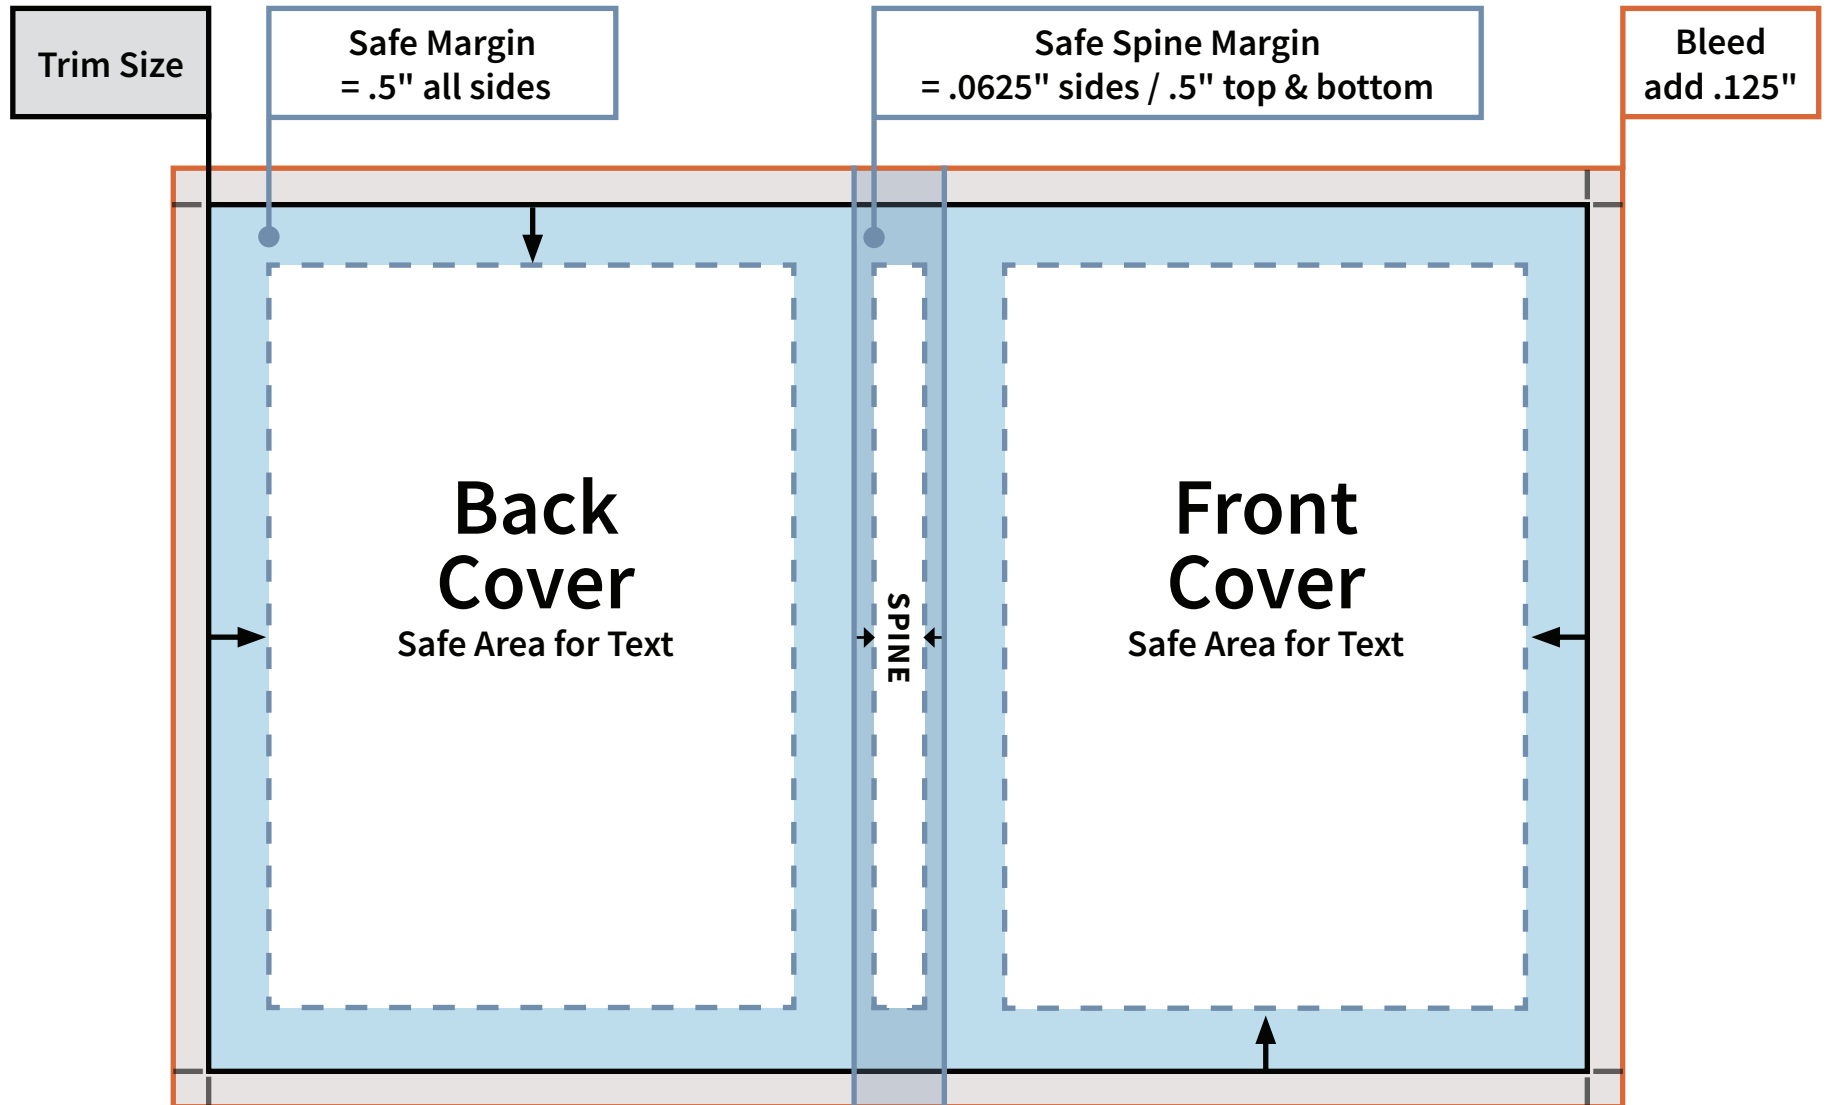 Trim Size
Safe Margin
= .5" all sides
Safe Spine Margin
= .0625" sides / .5" top & bottom
Bleed
add .125"
Back
Cover
Safe Area for Text
SPINE
Front
Cover
Safe Area for Text